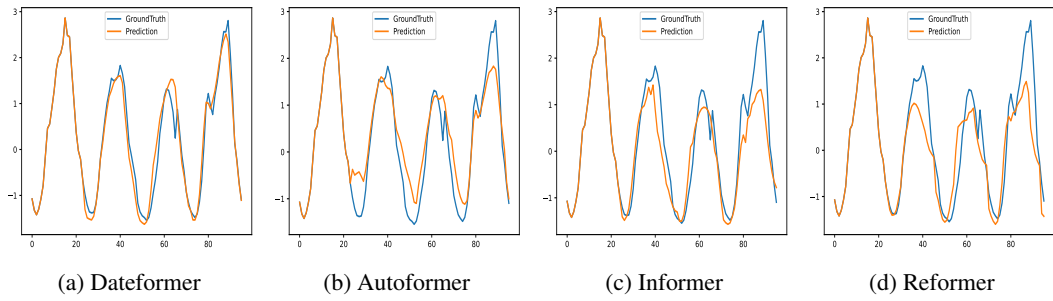 GroundTruth
Prediction
3
2
1
0
−1
0 20 40 60 80
(a) Dateformer
GroundTruth
Prediction
3
2
1
0
−1
0 20 40 60 80
(b) Autoformer
GroundTruth
Prediction
3
2
1
0
−1
0 20 40 60 80
(c) Informer
GroundTruth
Prediction
3
2
1
0
−1
0 20 40 60 80
(d) Reformer